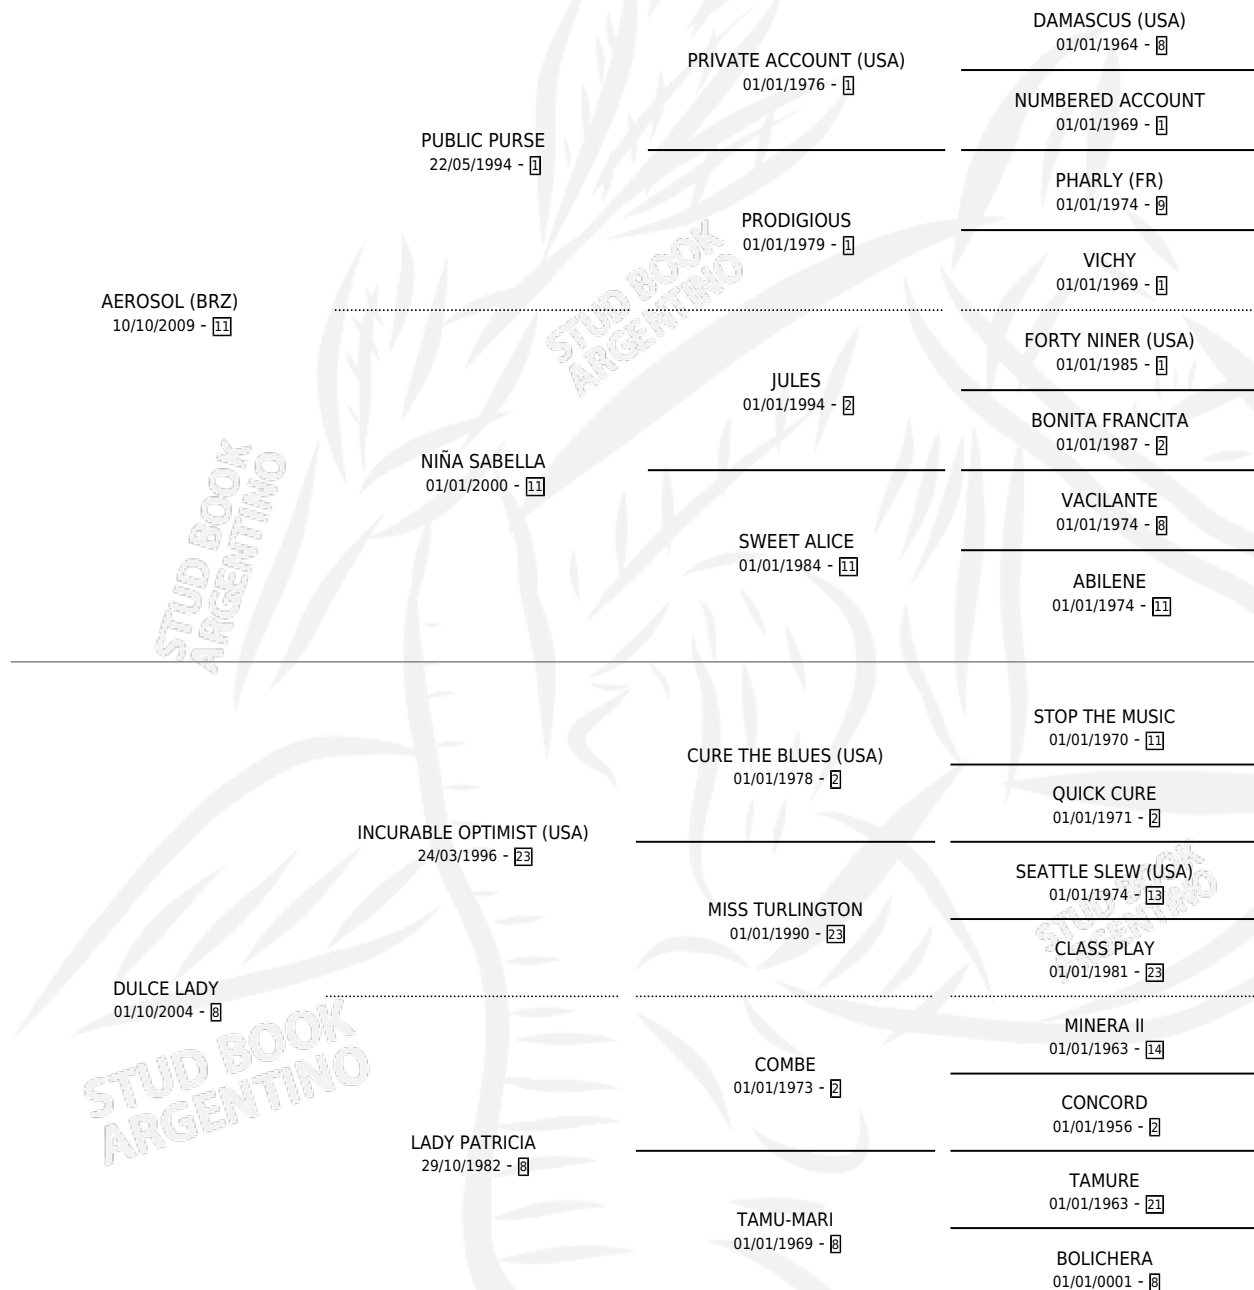 DAMASCUS (USA)
01/01/1964 - 8
PRIVATE ACCOUNT (USA)
01/01/1976 - 1
NUMBERED ACCOUNT
01/01/1969 - 1
PUBLIC PURSE
22/05/1994 - 1
PHARLY (FR)
01/01/1974 - 9
PRODIGIOUS
01/01/1979 - 1
VICHY
01/01/1969 - 1
AEROSOL (BRZ)
10/10/2009 - 11
FORTY NINER (USA)
01/01/1985 - 1
JULES
01/01/1994 - 2
BONITA FRANCITA
01/01/1987 - 2
NIÑA SABELLA
01/01/2000 - 11
VACILANTE
01/01/1974 - 8
SWEET ALICE
01/01/1984 - 11
ABILENE
01/01/1974 - 11
STOP THE MUSIC
01/01/1970 - 11
CURE THE BLUES (USA)
01/01/1978 - 2
QUICK CURE
01/01/1971 - 2
INCURABLE OPTIMIST (USA)
24/03/1996 - 23
SEATTLE SLEW (USA)
01/01/1974 - 13
MISS TURLINGTON
01/01/1990 - 23
CLASS PLAY
01/01/1981 - 23
DULCE LADY
01/10/2004 - 8
MINERA II
01/01/1963 - 14
COMBE
01/01/1973 - 2
CONCORD
01/01/1956 - 2
LADY PATRICIA
29/10/1982 - 8
TAMURE
01/01/1963 - 21
TAMU-MARI
01/01/1969 - 8
BOLICHERA
01/01/0001 - 8
STUD BOOK
ARGENTINO
STUD BOOK
ARGENTINO
STUD BOOK
ARGENTINO
STUD BOOK
ARGENTINO